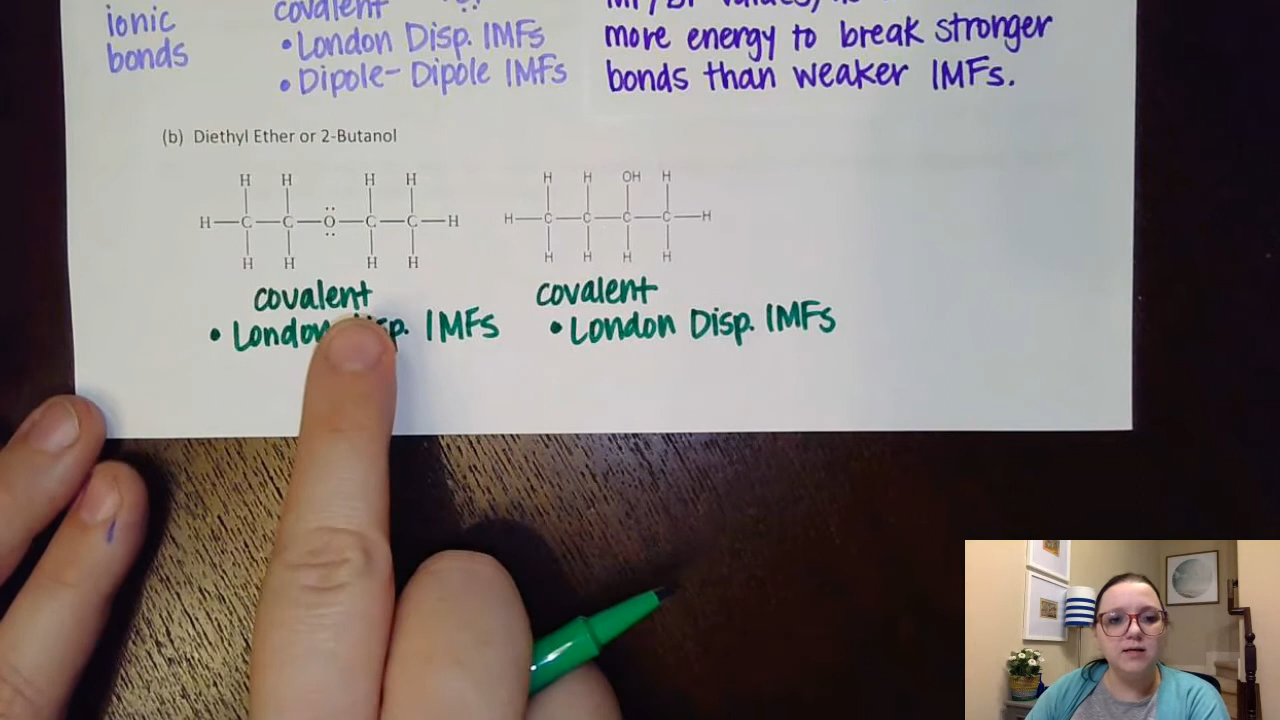 ionic
bonds
covalent
• London Disp. IMFs
• Dipole-Dipole IMFs
more energy to break stronger
bonds than weaker IMFs.
(b) Diethyl Ether or 2-Butanol
H H H H
H—C—C—O—C—C—H
H H H H
H H OH H
H—C—C—C—C—H
H H H H
covalent
• London Disp. IMFs
covalent
• London Disp. IMFs